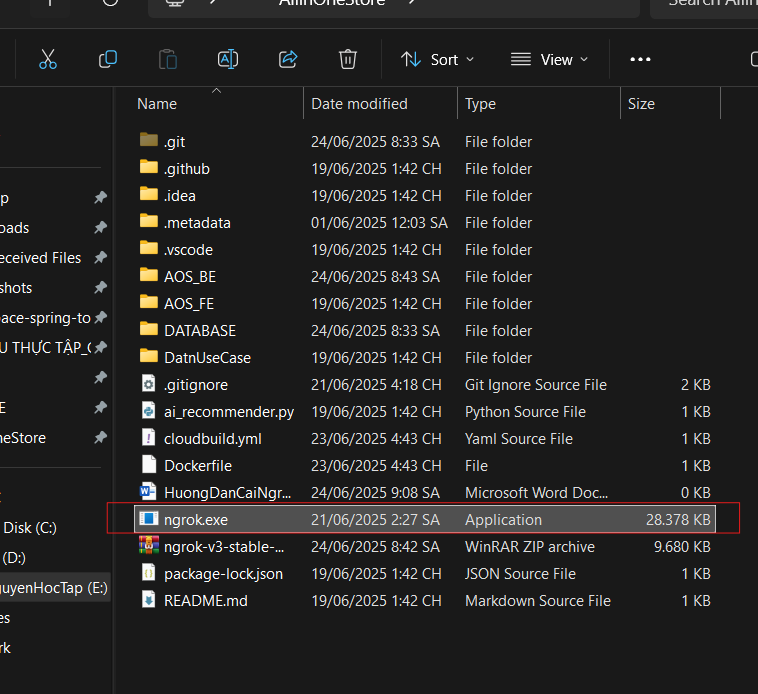 AllInOneStore
Sort
View
Name Date modified Type Size
.git 24/06/2025 8:33 SA File folder
.github 19/06/2025 1:42 CH File folder
.idea 19/06/2025 1:42 CH File folder
.metadata 01/06/2025 12:03 SA File folder
.vscode 19/06/2025 1:42 CH File folder
AOS_BE 24/06/2025 8:43 SA File folder
AOS_FE 19/06/2025 1:42 CH File folder
DATABASE 24/06/2025 8:33 SA File folder
DatnUseCase 19/06/2025 1:42 CH File folder
.gitignore 21/06/2025 4:18 CH Git Ignore Source File 2 KB
ai_recommender.py 19/06/2025 1:42 CH Python Source File 1 KB
cloudbuild.yml 23/06/2025 4:43 CH Yaml Source File 1 KB
Dockerfile 23/06/2025 4:43 CH File 1 KB
HuongDanCaiNgr... 24/06/2025 9:08 SA Microsoft Word Doc... 0 KB
ngrok.exe 21/06/2025 2:27 SA Application 28.378 KB
ngrok-v3-stable-... 24/06/2025 8:42 SA WinRAR ZIP archive 9.680 KB
package-lock.json 19/06/2025 1:42 CH JSON Source File 1 KB
README.md 19/06/2025 1:42 CH Markdown Source File 1 KB
p
oads
eceived Files
shots
ace-spring-to
U THỰC TẬP_
E
eStore
Disk (C:)
(D:)
uyenHocTap (E:)
es
rk